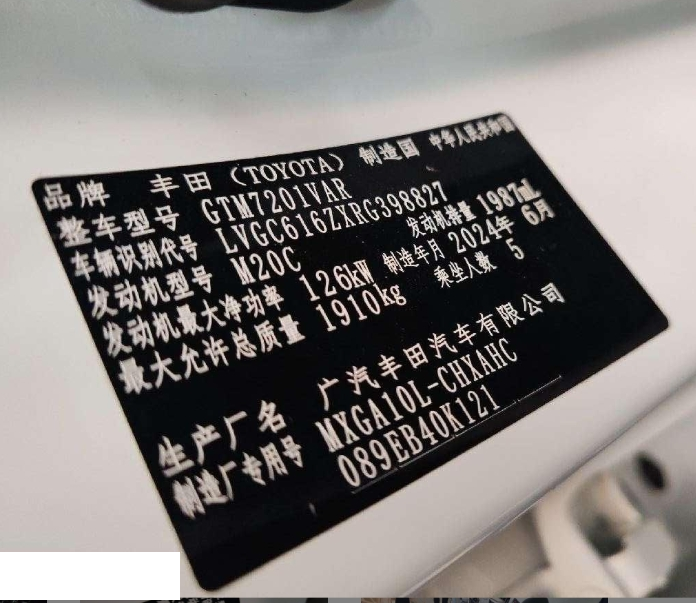 品牌 丰田（TOYOTA） 制造国 中华人民共和国
整车型号 GTM7201VAR
车辆识别代号 LVGC616ZXRG398827
发动机型号 M20C 发动机排量 1987mL
发动机最大净功率 126kW 制造年月 2024年 6月
最大允许总质量 1910kg 乘坐人数 5
生产厂名 广汽丰田汽车有限公司
制造厂专用号 MXGA10L-CHXAHC
089EB40K121